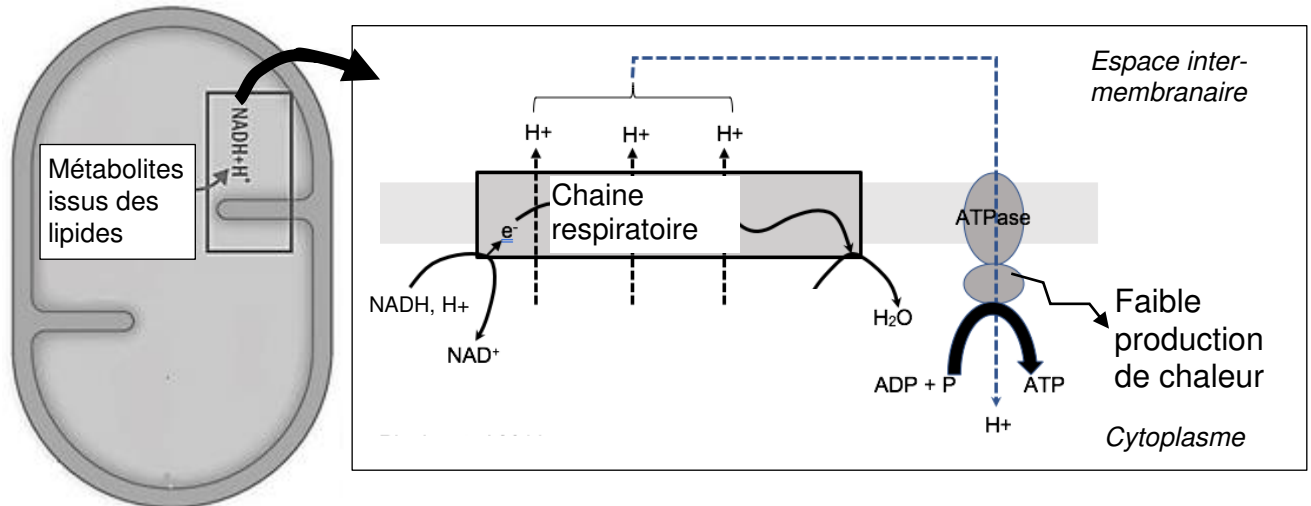 NADH+H⁺
Métabolites
issus des
lipides
Espace inter-
membranaire
H+ H+ H+
Chaine
respiratoire
e-
ATPase
NADH, H+
NAD+
H₂O
Faible
production
de chaleur
ADP + P ATP
H+
Cytoplasme